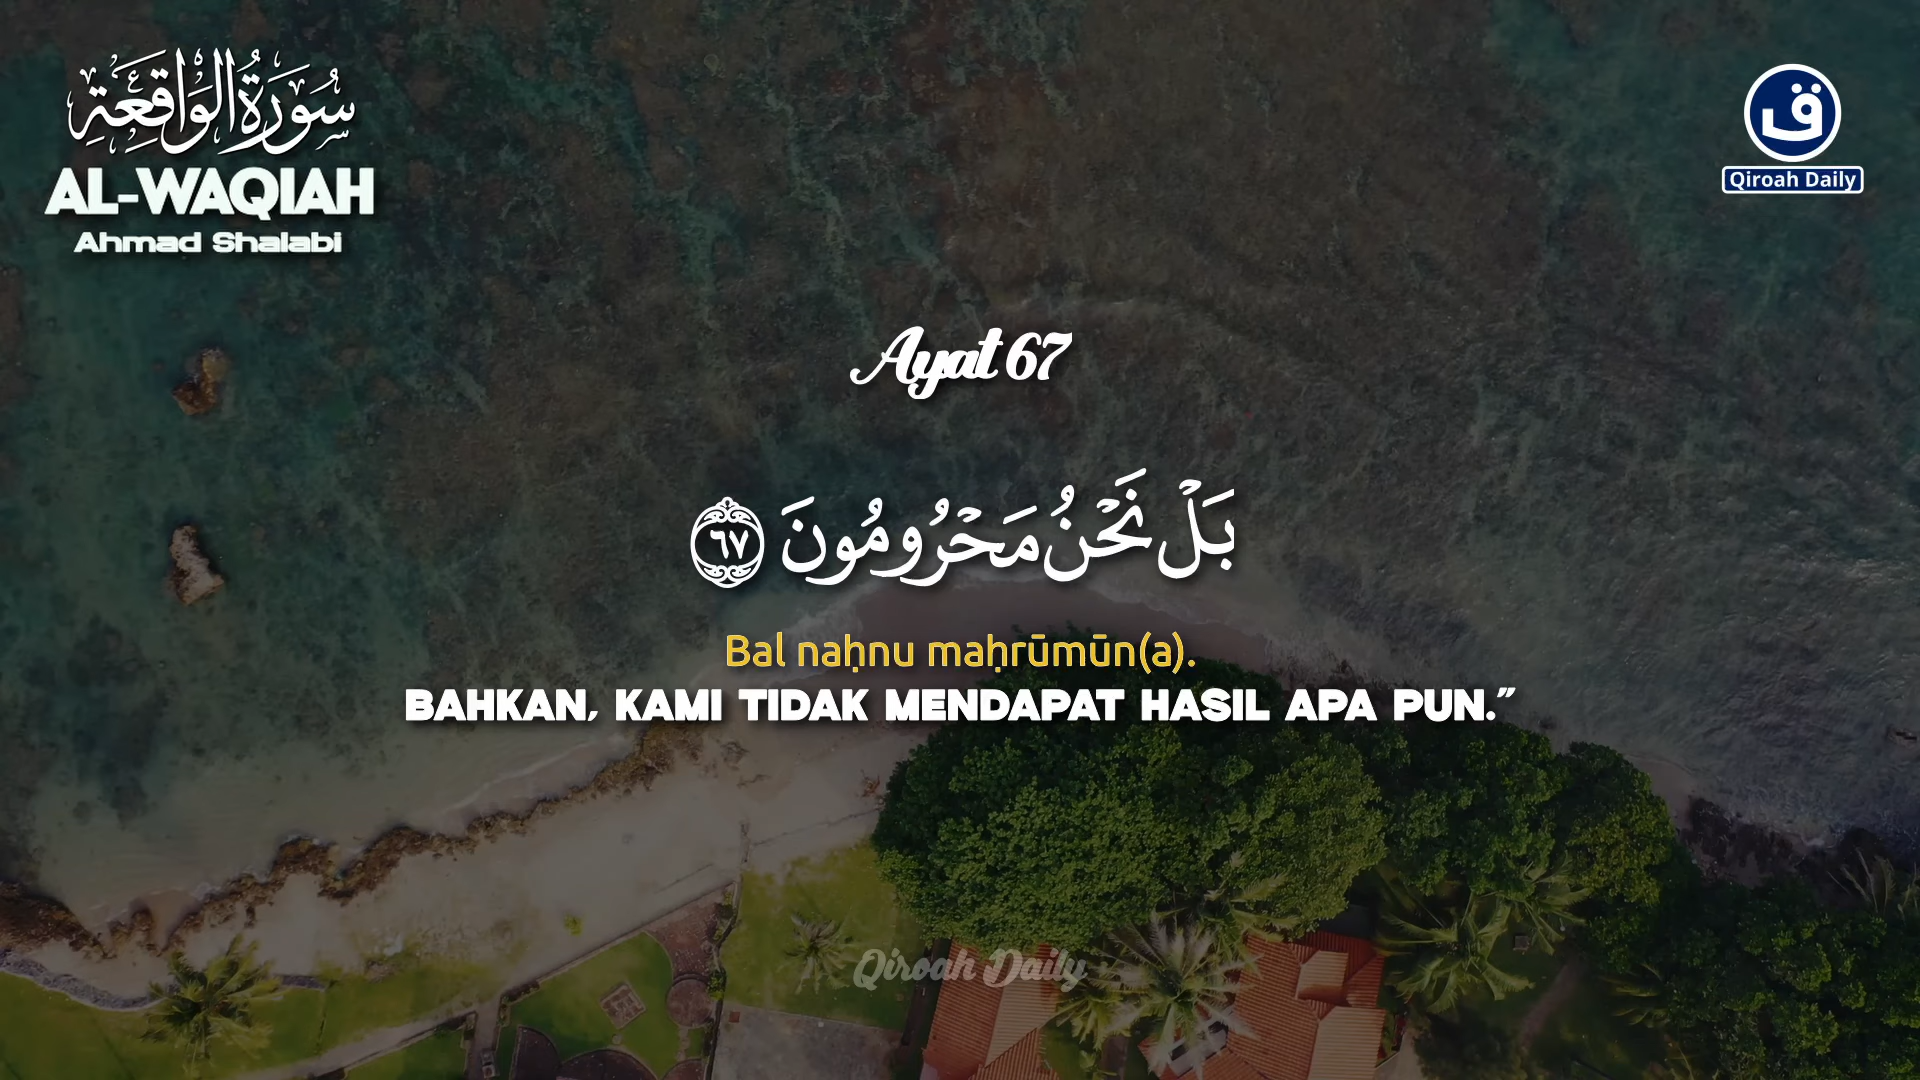 سُورَةُ الوَاقِعَةِ
AL-WAQIAH
Ahmad Shalabi
ق
Qiroah Daily
Ayat 67
بَلْ نَحْنُ مَحْرُومُونَ ٦٧
Bal naḥnu maḥrūmūn(a).
BAHKAN, KAMI TIDAK MENDAPAT HASIL APA PUN.”
Qiroah Daily